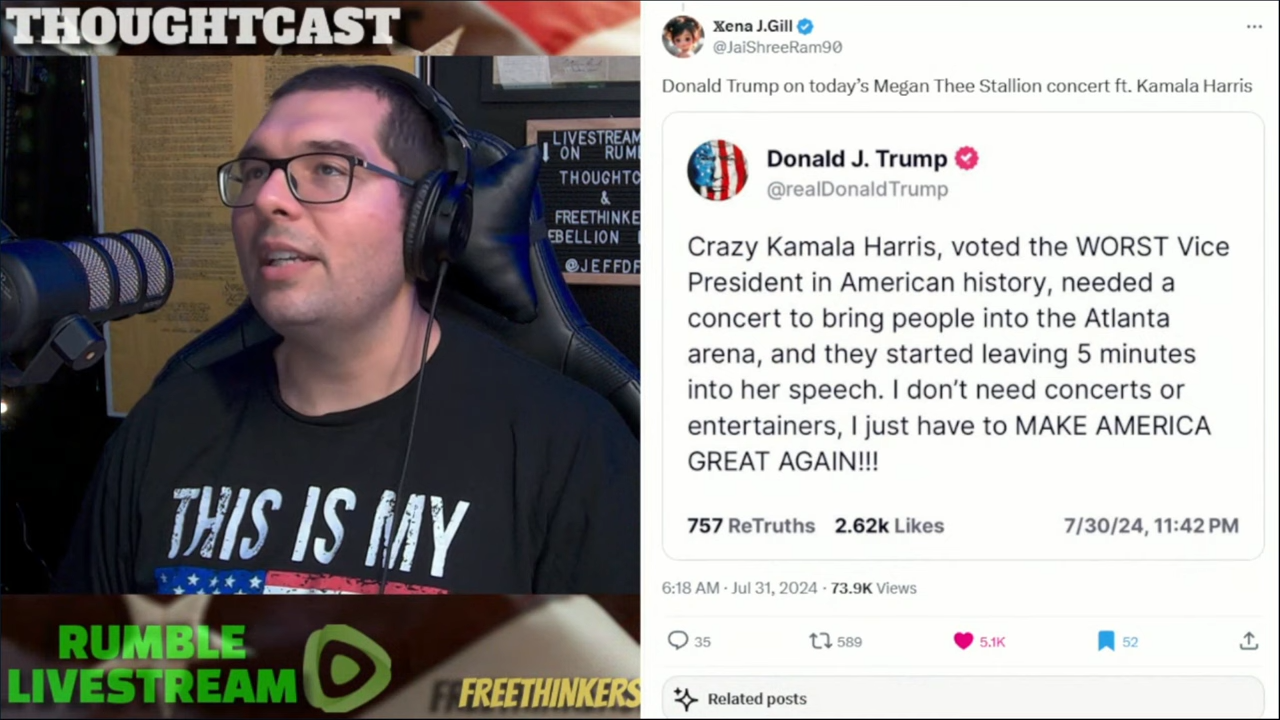 THOUGHTCAST
LIVESTREAM
ON RUM
THOUGHTC
&
FREETHINKE
EBELLION
@JEFFDF
THIS IS MY
RUMBLE
LIVESTREAM
FREETHINKERS
Xena J.Gill
@JaiShreeRam90
Donald Trump on today's Megan Thee Stallion concert ft. Kamala Harris
Donald J. Trump
@realDonaldTrump
Crazy Kamala Harris, voted the WORST Vice
President in American history, needed a
concert to bring people into the Atlanta
arena, and they started leaving 5 minutes
into her speech. I don't need concerts or
entertainers, I just have to MAKE AMERICA
GREAT AGAIN!!!
757 ReTruths 2.62k Likes 7/30/24, 11:42 PM
6:18 AM · Jul 31, 2024 · 73.9K Views
35 589 5.1K 52
Related posts